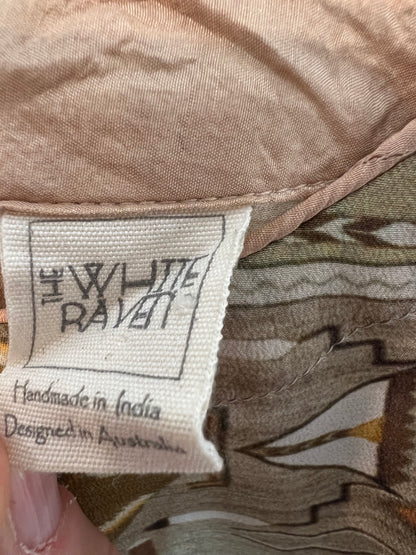 THE WHITE
RAVEN
Handmade in India
Designed in Australia